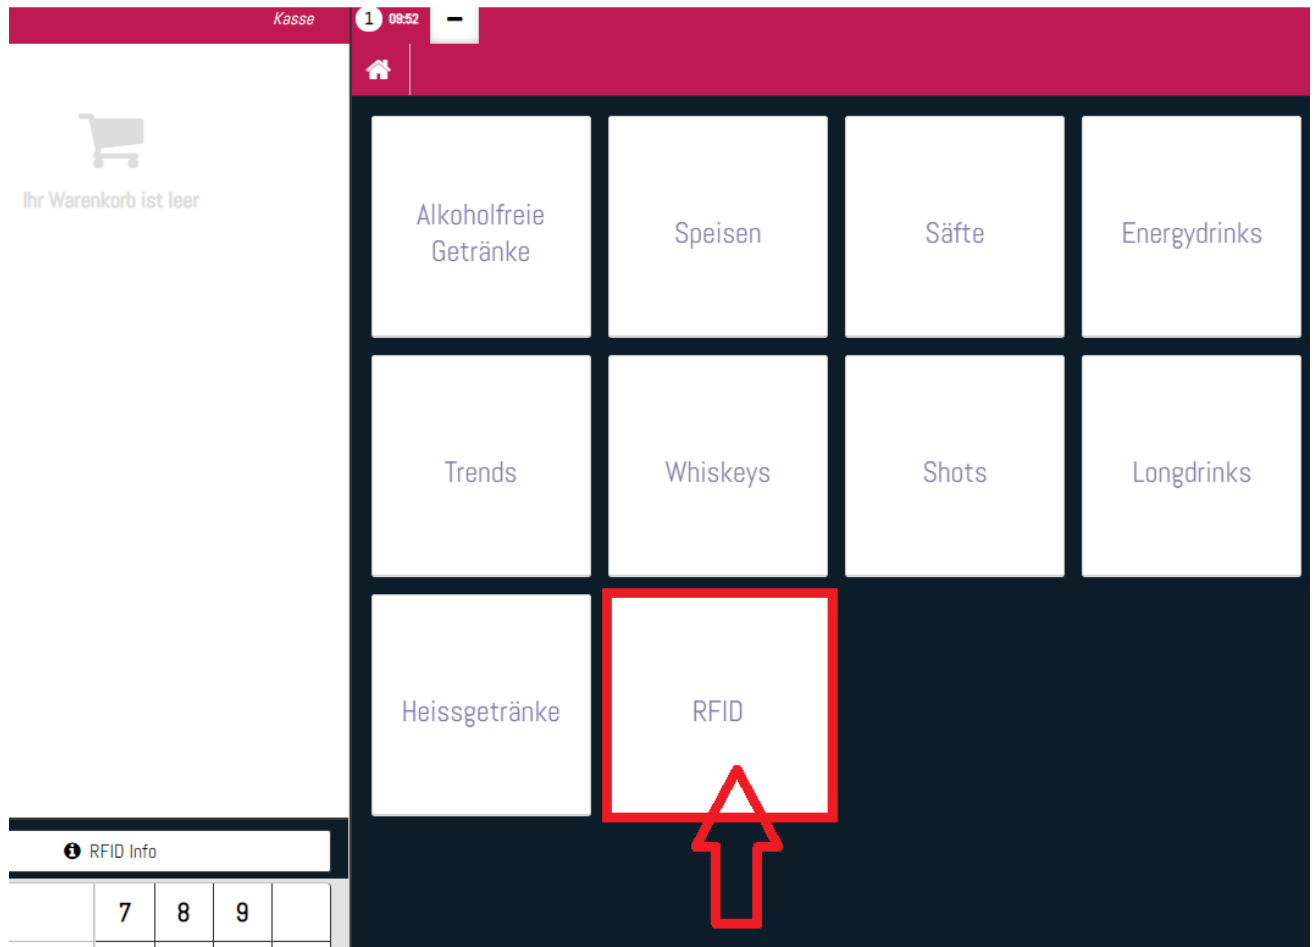 Kasse
1 09:52
Ihr Warenkorb ist leer
Alkoholfreie
Getränke
Speisen
Säfte
Energydrinks
Trends
Whiskeys
Shots
Longdrinks
Heissgetränke
RFID
RFID Info
7 8 9